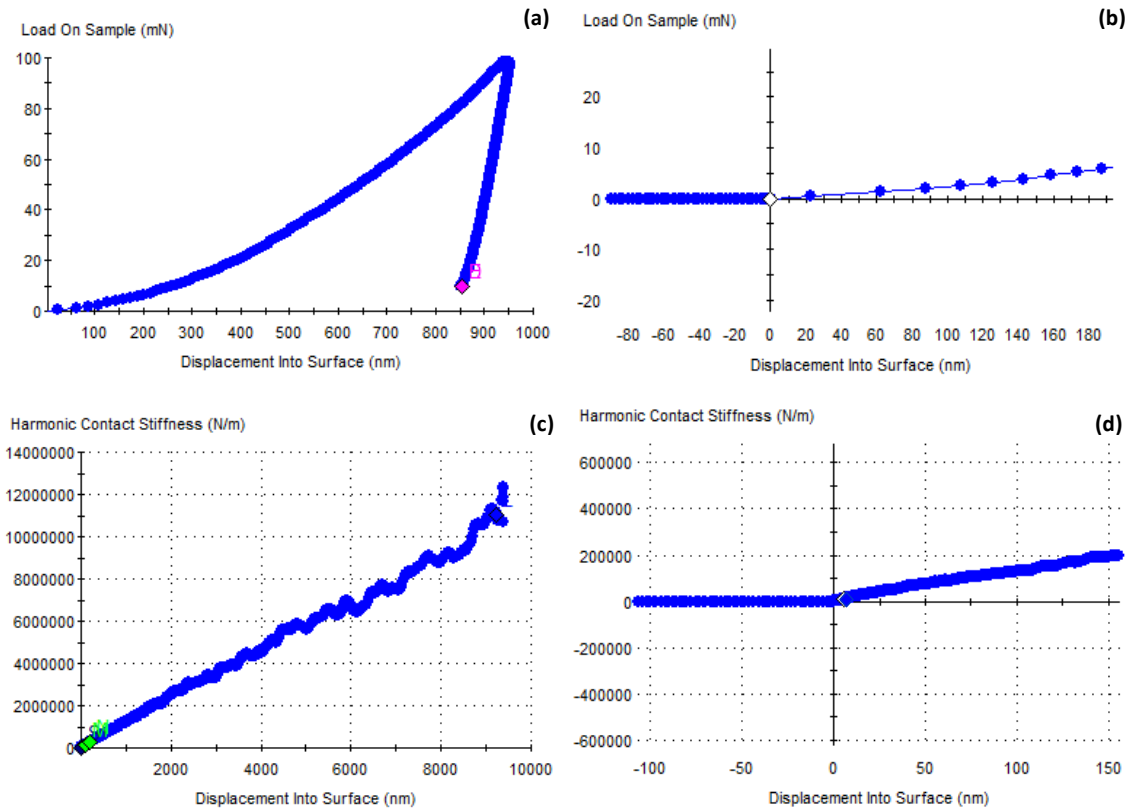 (a)
Load On Sample (mN)
100
80
60
40
20
0
100 200 300 400 500 600 700 800 900 1000
Displacement Into Surface (nm)
(b)
Load On Sample (mN)
20
10
0
-10
-20
-80 -60 -40 -20 0 20 40 60 80 100 120 140 160 180
Displacement Into Surface (nm)
(c)
Harmonic Contact Stiffness (N/m)
14000000
12000000
10000000
8000000
6000000
4000000
2000000
0
2000 4000 6000 8000 10000
Displacement Into Surface (nm)
(d)
Harmonic Contact Stiffness (N/m)
600000
400000
200000
0
-200000
-400000
-600000
-100 -50 0 50 100 150
Displacement Into Surface (nm)